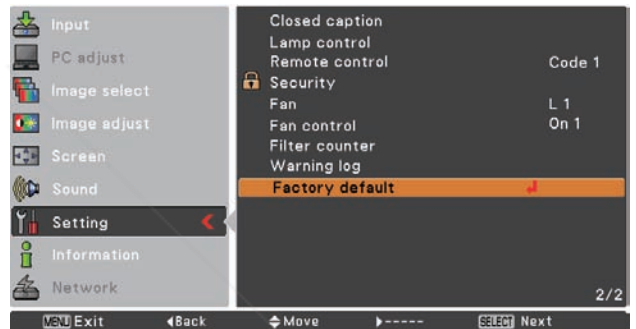 Input
PC adjust
Image select
Image adjust
Screen
Sound
Setting
Information
Network
Closed caption
Lamp control
Remote control Code 1
Security
Fan L 1
Fan control On 1
Filter counter
Warning log
Factory default
2/2
MENU Exit ◀Back Move ▶----- SELECT Next